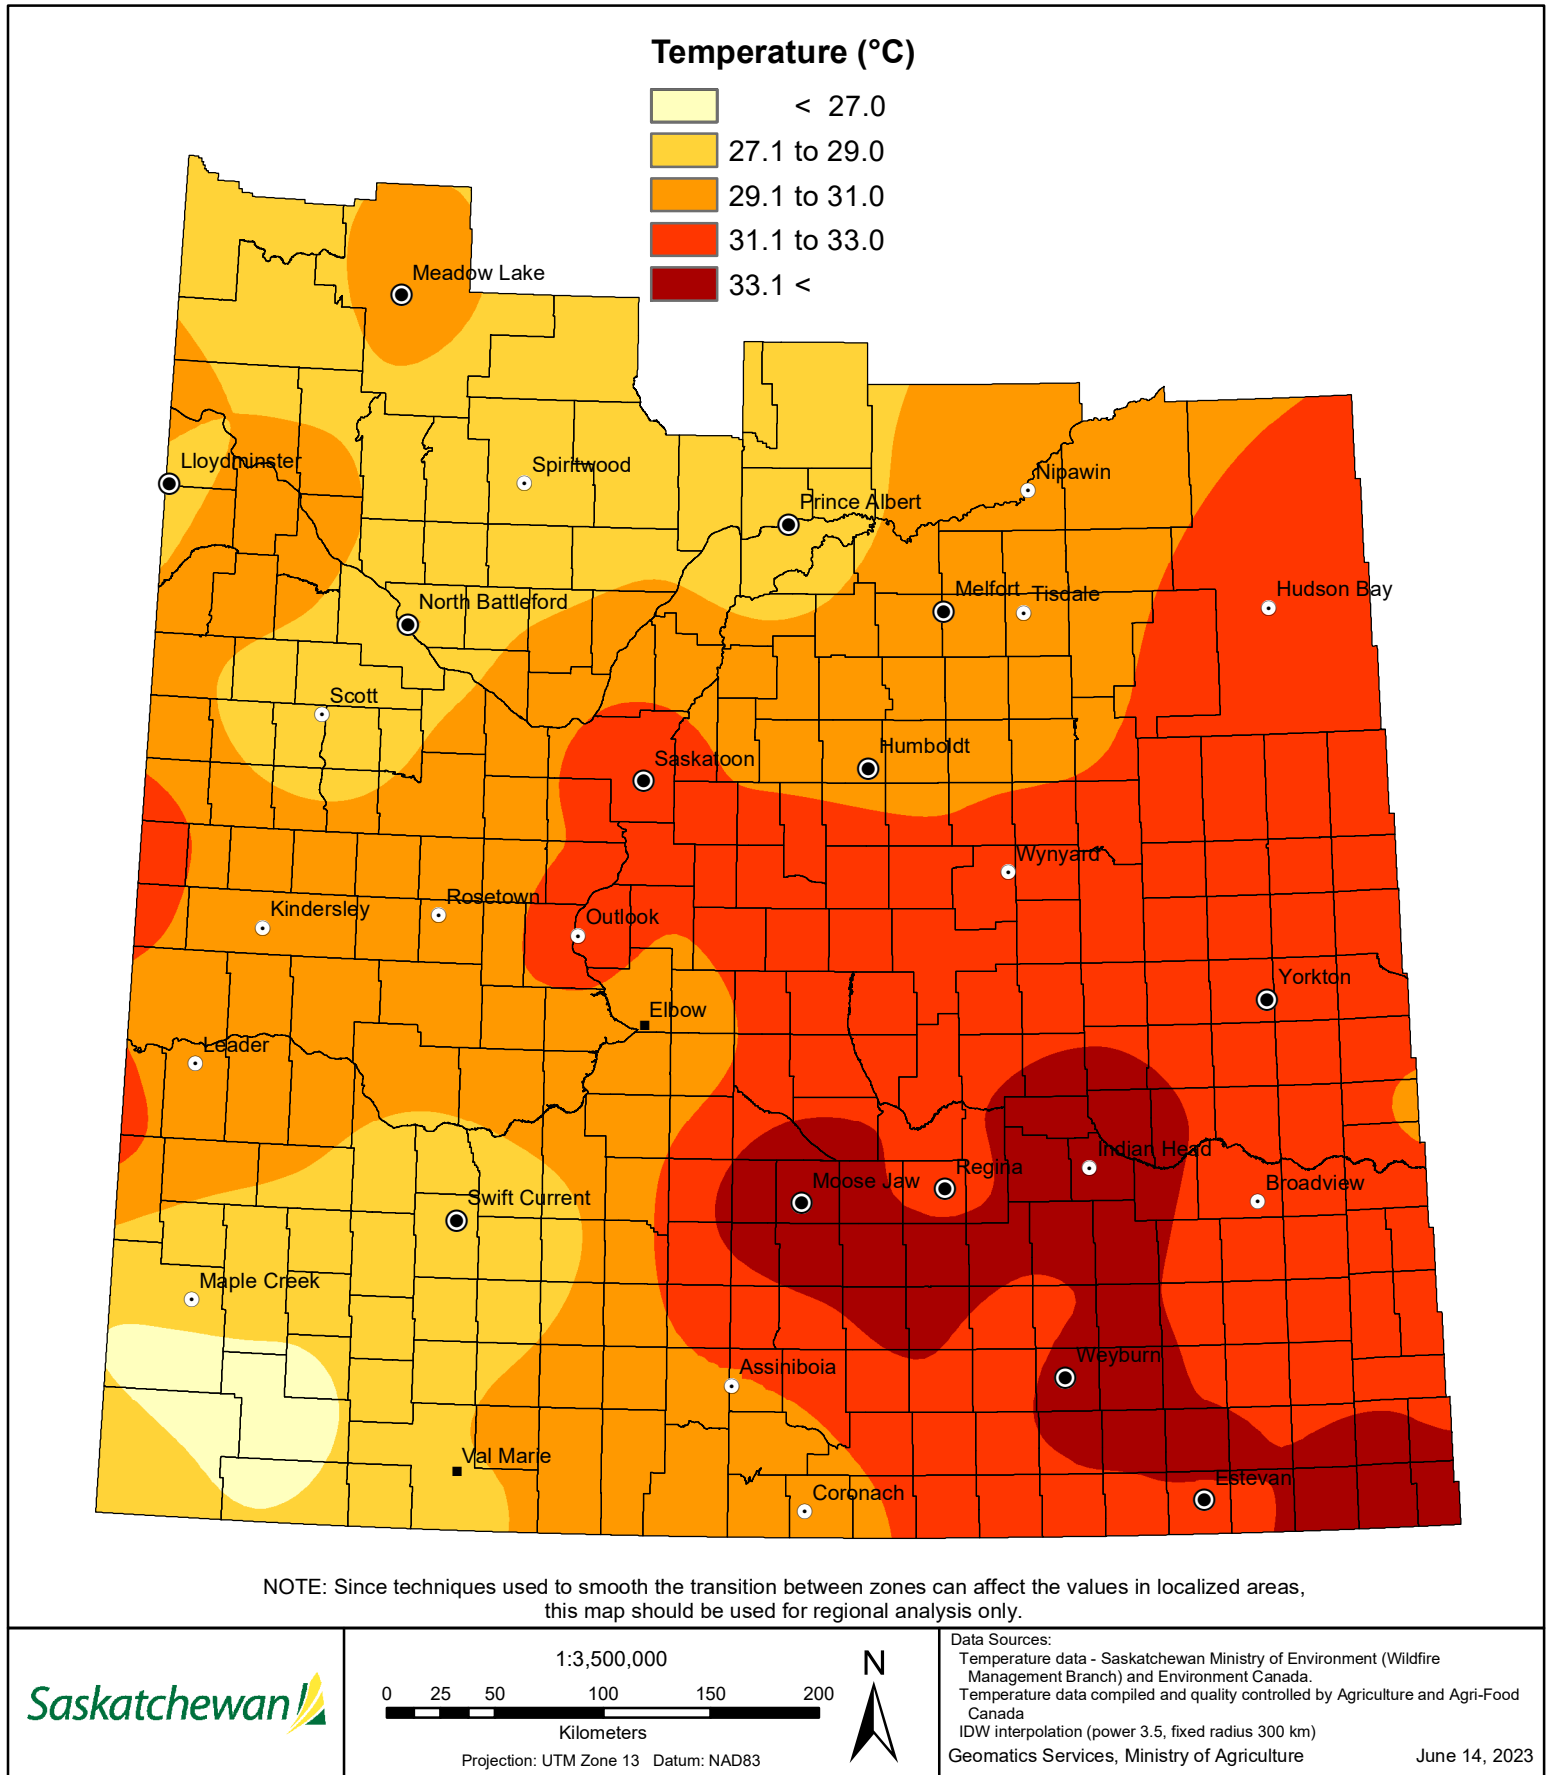 Temperature (°C)
< 27.0
27.1 to 29.0
29.1 to 31.0
31.1 to 33.0
33.1 <
Meadow Lake
Lloydminster
Spiritwood
Nipawin
Prince Albert
Hudson Bay
Melfort
Tisdale
North Battleford
Scott
Humboldt
Saskatoon
Wynyard
Rosetown
Kindersley
Outlook
Yorkton
Elbow
Leader
Indian Head
Regina
Moose Jaw
Broadview
Swift Current
Maple Creek
Weyburn
Assiniboia
Val Marie
Estevan
Coronach
NOTE: Since techniques used to smooth the transition between zones can affect the values in localized areas,
this map should be used for regional analysis only.
Saskatchewan
1:3,500,000
0 25 50 100 150 200
Kilometers
Projection: UTM Zone 13 Datum: NAD83
N
Data Sources:
Temperature data - Saskatchewan Ministry of Environment (Wildfire
Management Branch) and Environment Canada.
Temperature data compiled and quality controlled by Agriculture and Agri-Food
Canada
IDW interpolation (power 3.5, fixed radius 300 km)
Geomatics Services, Ministry of Agriculture June 14, 2023